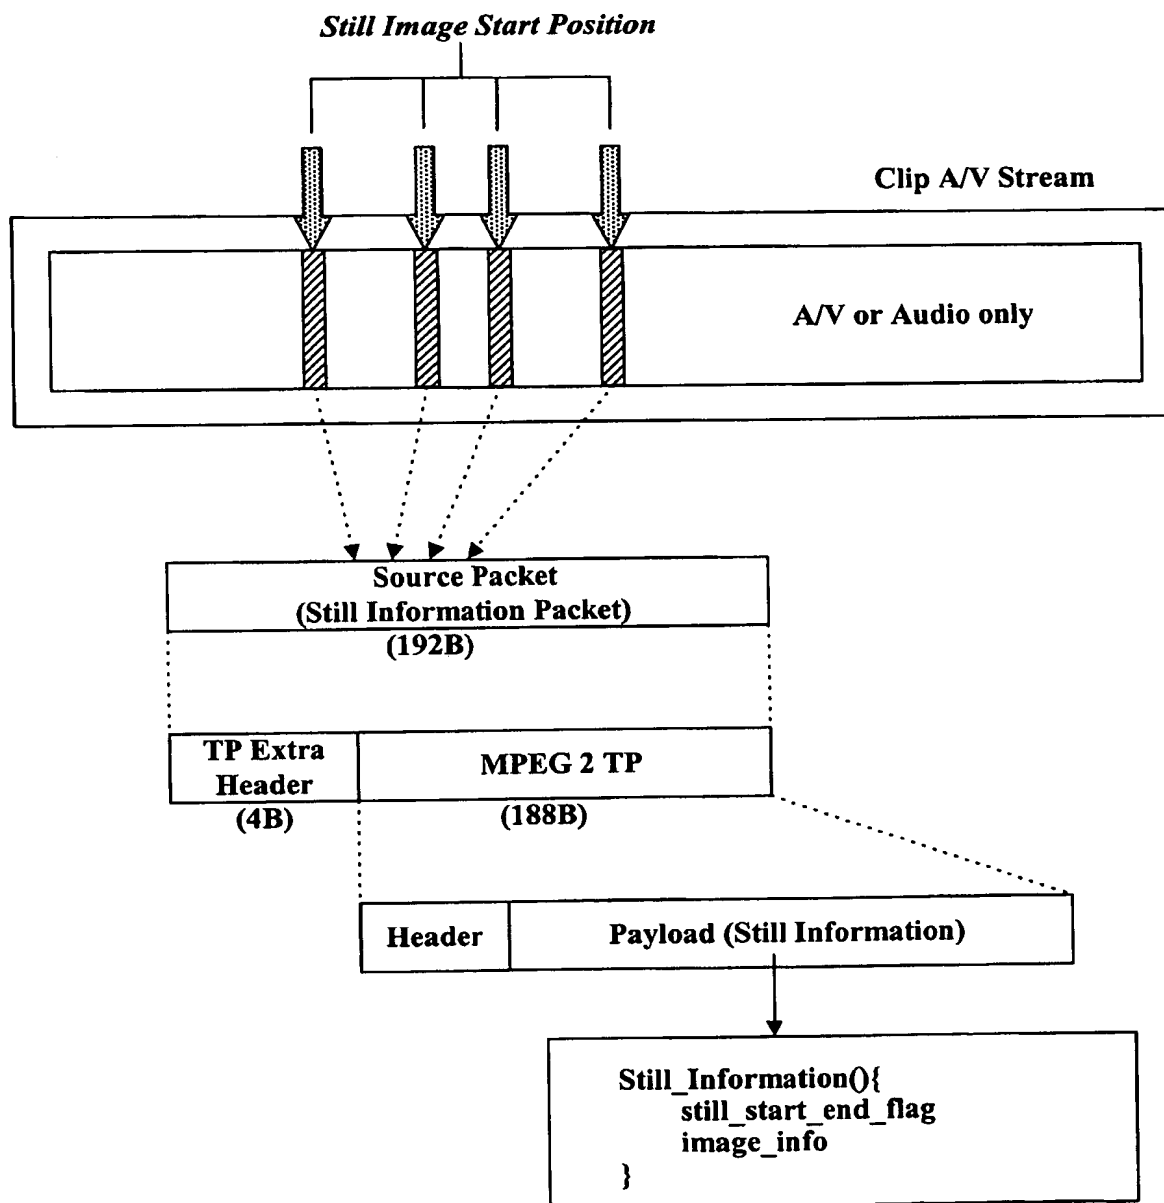 Still Image Start Position
Clip A/V Stream
A/V or Audio only
Source Packet
(Still Information Packet)
(192B)
TP Extra
Header
(4B)
MPEG 2 TP
(188B)
Header
Payload (Still Information)
Still_Information(){
still_start_end_flag
image_info
}